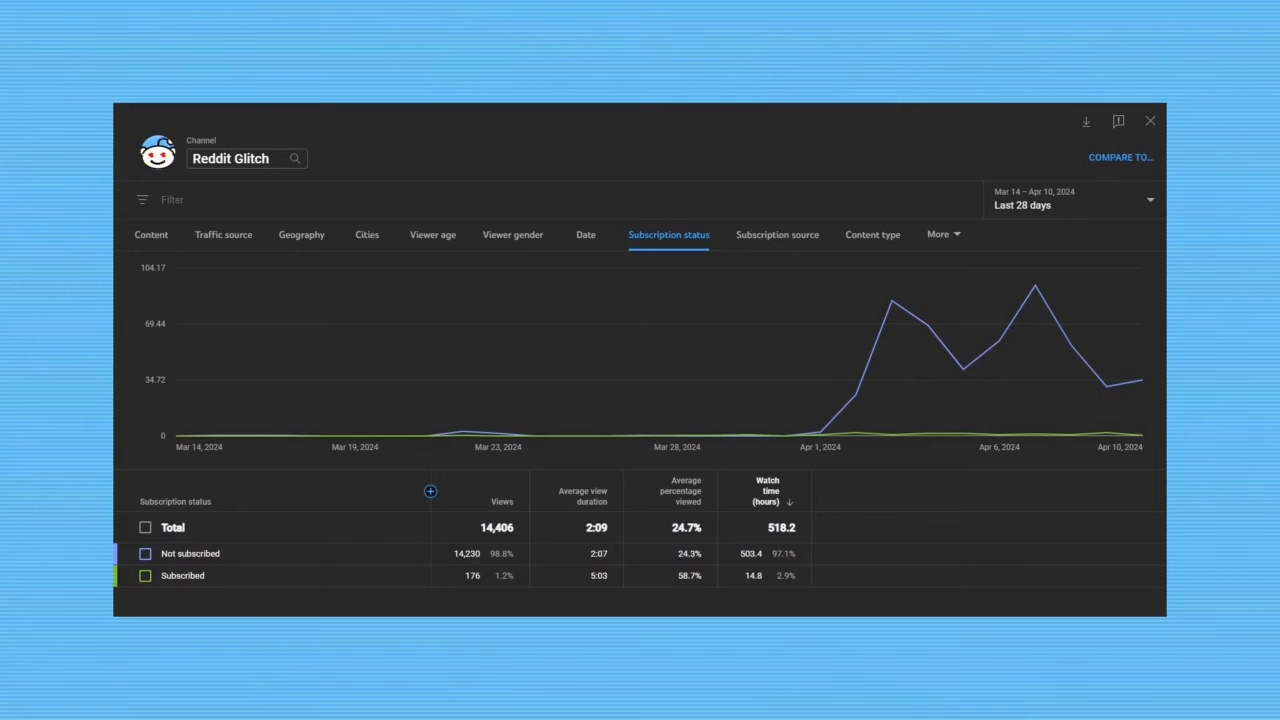 Channel
Reddit Glitch
COMPARE TO...
Filter
Mar 14 – Apr 10, 2024
Last 28 days
Content Traffic source Geography Cities Viewer age Viewer gender Date Subscription status Subscription source Content type More
104.17
69.44
34.72
0
Mar 14, 2024 Mar 19, 2024 Mar 23, 2024 Mar 28, 2024 Apr 1, 2024 Apr 6, 2024 Apr 10, 2024
Subscription status Views Average view duration Average percentage viewed Watch time (hours)
Total 14,406 2:09 24.7% 518.2
Not subscribed 14,230 98.8% 2:07 24.3% 503.4 97.1%
Subscribed 176 1.2% 5:03 58.7% 14.8 2.9%